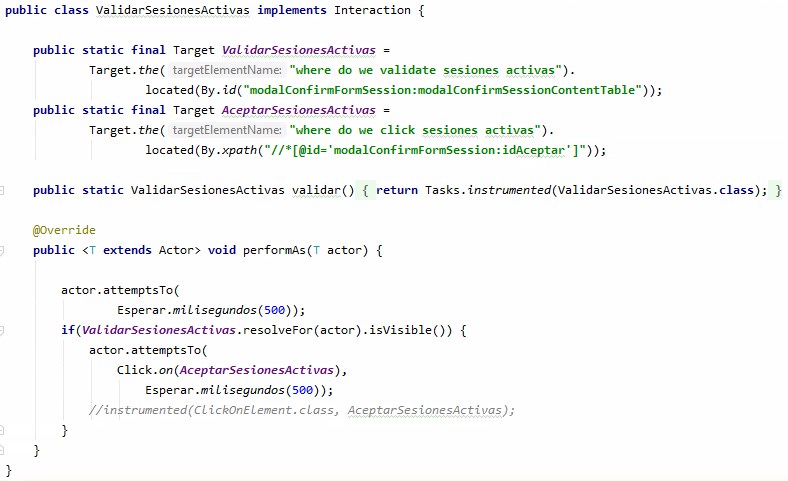 public class ValidarSesionesActivas implements Interaction {
public static final Target ValidarSesionesActivas =
Target.the( targetElementName: "where do we validate sesiones activas").
located(By.id("modalConfirmFormSession:modalConfirmSessionContentTable"));
public static final Target AceptarSesionesActivas =
Target.the( targetElementName: "where do we click sesiones activas").
located(By.xpath("//*[@id='modalConfirmFormSession:idAceptar']"));
public static ValidarSesionesActivas validar() { return Tasks.instrumented(ValidarSesionesActivas.class); }
@Override
public <T extends Actor> void performAs(T actor) {
actor.attemptsTo(
Esperar.milisegundos(500));
if(ValidarSesionesActivas.resolveFor(actor).isVisible()) {
actor.attemptsTo(
Click.on(AceptarSesionesActivas),
Esperar.milisegundos(500));
//instrumented(ClickOnElement.class, AceptarSesionesActivas);
}
}
}